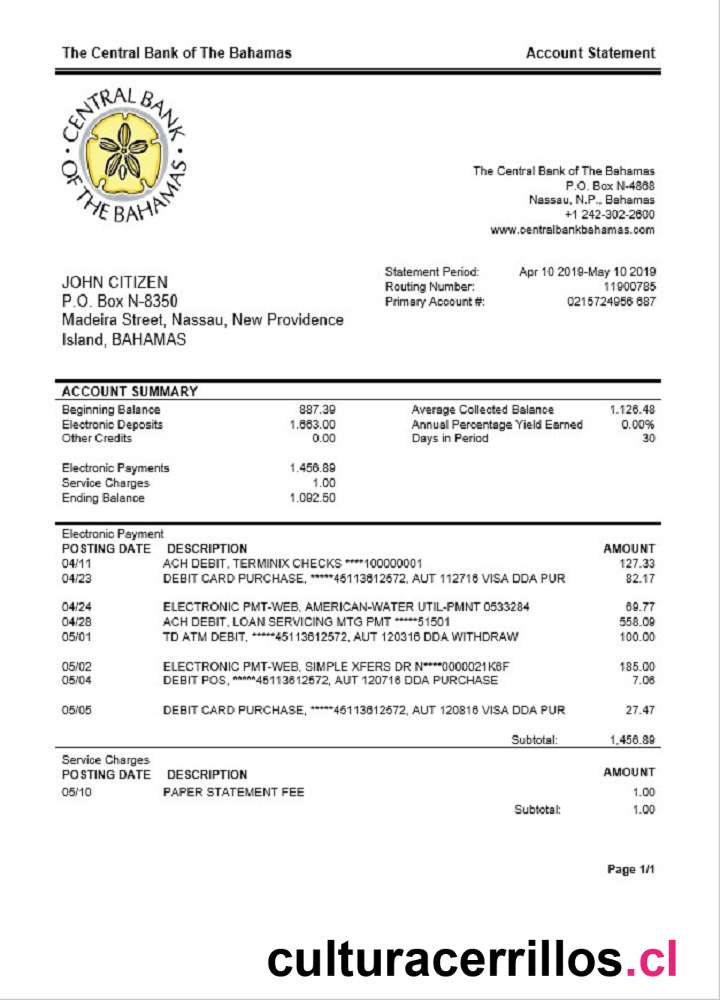 The Central Bank of The Bahamas Account Statement
CENTRAL BANK OF THE BAHAMAS
The Central Bank of The Bahamas
P.O. Box N-4868
Nassau, N.P., Bahamas
+1 242-302-2600
www.centralbankbahamas.com
JOHN CITIZEN
P.O. Box N-8350
Madeira Street, Nassau, New Providence
Island, BAHAMAS
Statement Period: Apr 10 2019-May 10 2019
Routing Number: 11900785
Primary Account #: 0215724956 687
ACCOUNT SUMMARY
Beginning Balance 887.39 Average Collected Balance 1.126.48
Electronic Deposits 1.663.00 Annual Percentage Yield Earned 0.00%
Other Credits 0.00 Days in Period 30
Electronic Payments 1.456.89
Service Charges 1.00
Ending Balance 1.092.50
Electronic Payment
POSTING DATE DESCRIPTION AMOUNT
04/11 ACH DEBIT, TERMINIX CHECKS ****100000001 127.33
04/23 DEBIT CARD PURCHASE, *****45113612572, AUT 112716 VISA DDA PUR 82.17
04/24 ELECTRONIC PMT-WEB, AMERICAN-WATER UTIL-PMNT 0533284 69.77
04/28 ACH DEBIT, LOAN SERVICING MTG PMT *****51501 558.09
05/01 TD ATM DEBIT, *****45113612572, AUT 120316 DDA WITHDRAW 100.00
05/02 ELECTRONIC PMT-WEB, SIMPLE XFERS DR N****0000021K6F 185.00
05/04 DEBIT POS, *****45113612572, AUT 120716 DDA PURCHASE 7.06
05/05 DEBIT CARD PURCHASE, *****45113612572, AUT 120816 VISA DDA PUR 27.47
Subtotal: 1,456.89
Service Charges
POSTING DATE DESCRIPTION AMOUNT
05/10 PAPER STATEMENT FEE 1.00
Subtotal: 1.00
Page 1/1
culturacerrillos.cl